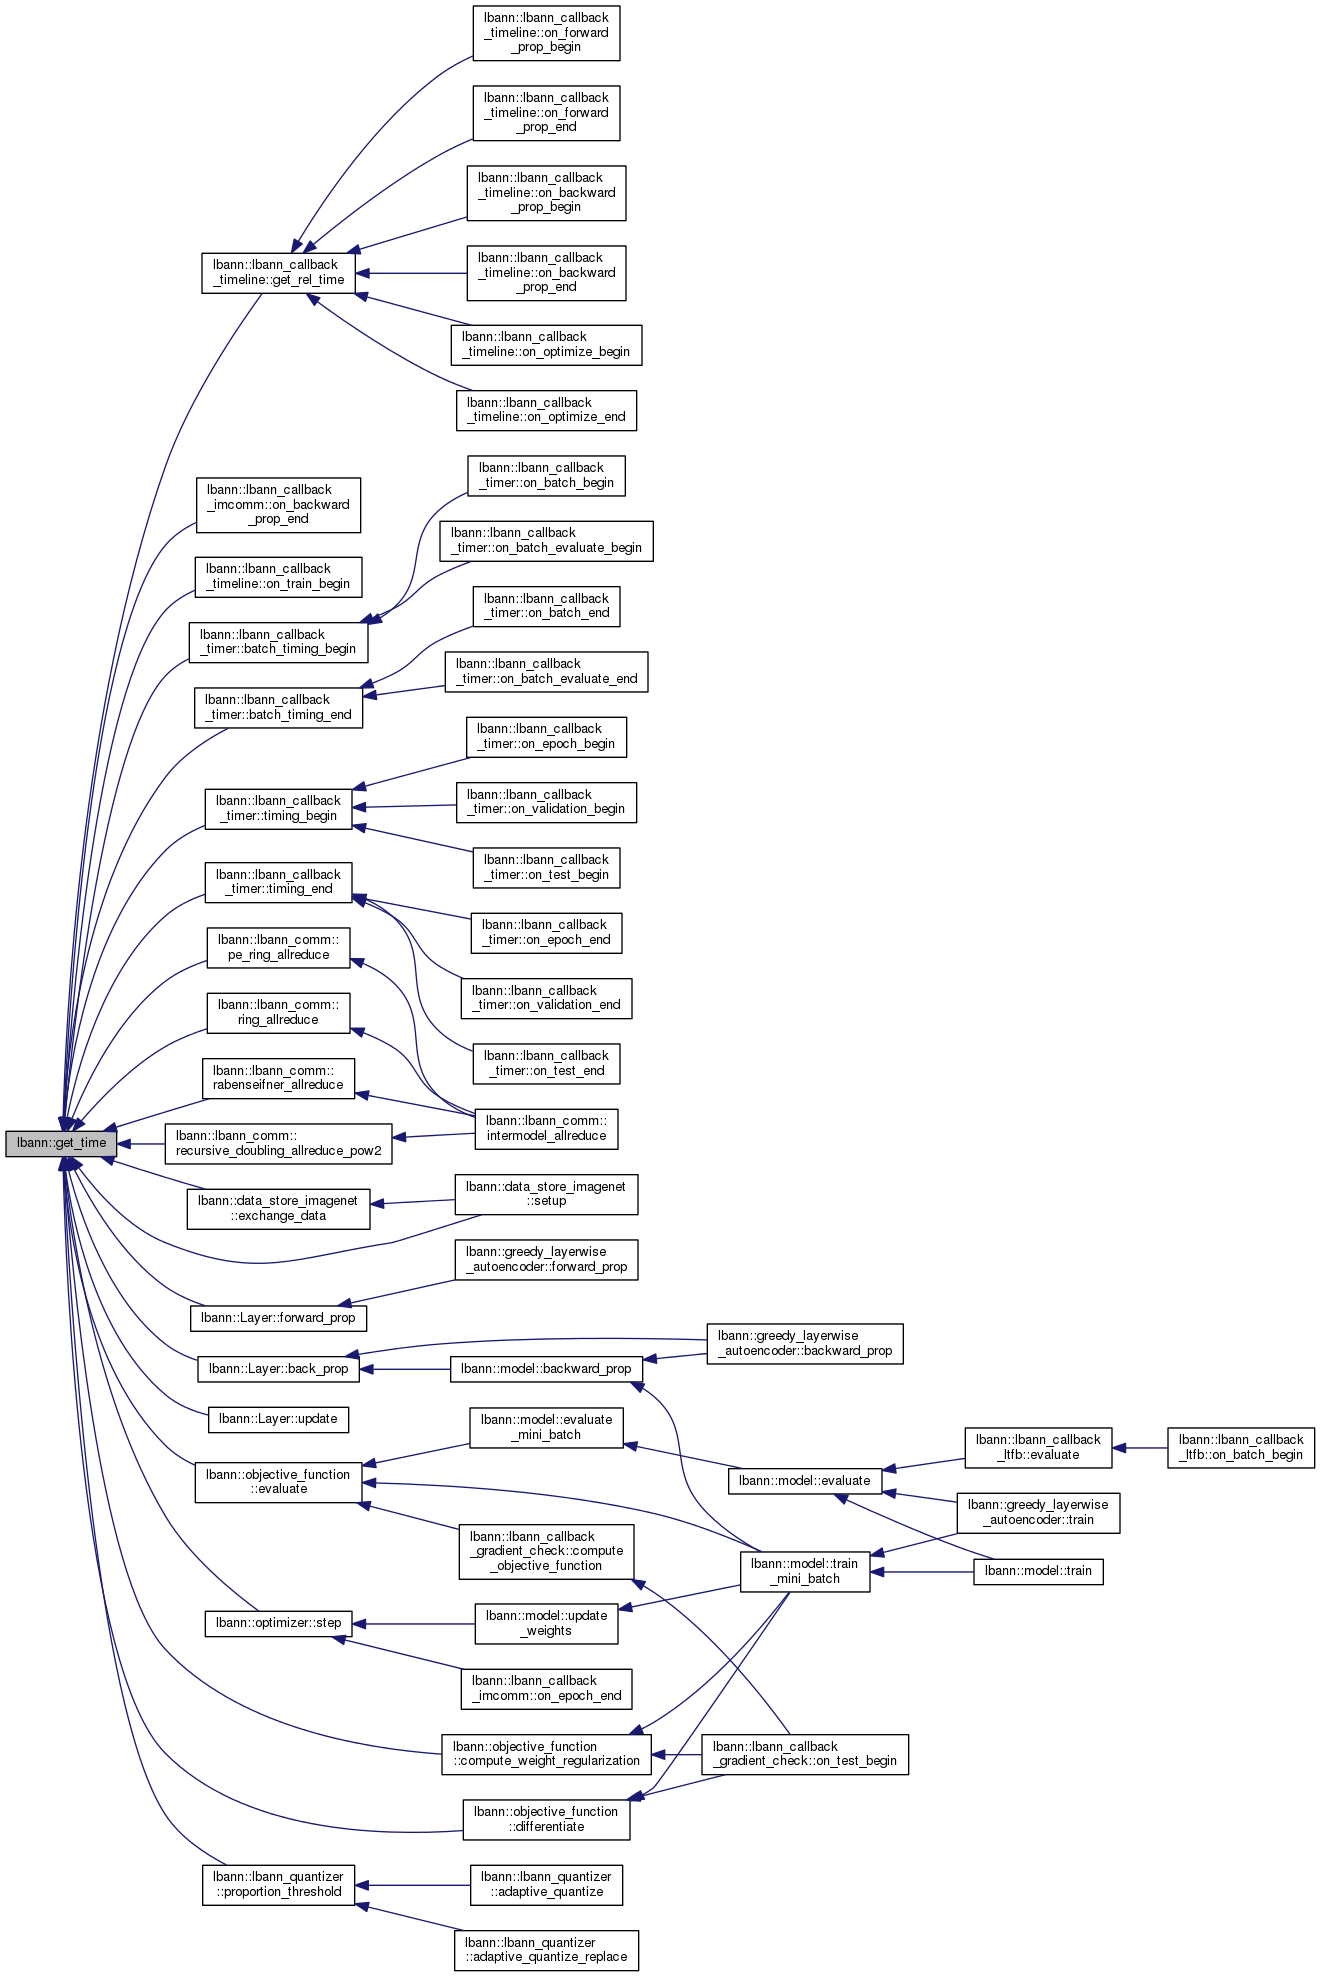 lbann::lbann_callback
_timeline::on_forward
_prop_begin
lbann::lbann_callback
_timeline::on_forward
_prop_end
lbann::lbann_callback
_timeline::on_backward
_prop_begin
lbann::lbann_callback
_timeline::get_rel_time
lbann::lbann_callback
_timeline::on_backward
_prop_end
lbann::lbann_callback
_timeline::on_optimize_begin
lbann::lbann_callback
_timeline::on_optimize_end
lbann::lbann_callback
_timer::on_batch_begin
lbann::lbann_callback
_imcomm::on_backward
_prop_end
lbann::lbann_callback
_timer::on_batch_evaluate_begin
lbann::lbann_callback
_timeline::on_train_begin
lbann::lbann_callback
_timer::on_batch_end
lbann::lbann_callback
_timer::batch_timing_begin
lbann::lbann_callback
_timer::on_batch_evaluate_end
lbann::lbann_callback
_timer::batch_timing_end
lbann::lbann_callback
_timer::on_epoch_begin
lbann::lbann_callback
_timer::timing_begin
lbann::lbann_callback
_timer::on_validation_begin
lbann::lbann_callback
_timer::on_test_begin
lbann::lbann_callback
_timer::timing_end
lbann::lbann_callback
_timer::on_epoch_end
lbann::lbann_comm::
pe_ring_allreduce
lbann::lbann_callback
_timer::on_validation_end
lbann::lbann_comm::
ring_allreduce
lbann::lbann_callback
_timer::on_test_end
lbann::lbann_comm::
rabenseifner_allreduce
lbann::lbann_comm::
intermodel_allreduce
lbann::get_time
lbann::lbann_comm::
recursive_doubling_allreduce_pow2
lbann::data_store_imagenet
::setup
lbann::data_store_imagenet
::exchange_data
lbann::greedy_layerwise
_autoencoder::forward_prop
lbann::Layer::forward_prop
lbann::greedy_layerwise
_autoencoder::backward_prop
lbann::Layer::back_prop
lbann::model::backward_prop
lbann::Layer::update
lbann::model::evaluate
_mini_batch
lbann::lbann_callback
_ltfb::evaluate
lbann::lbann_callback
_ltfb::on_batch_begin
lbann::objective_function
::evaluate
lbann::model::evaluate
lbann::greedy_layerwise
_autoencoder::train
lbann::lbann_callback
_gradient_check::compute
_objective_function
lbann::model::train
_mini_batch
lbann::model::train
lbann::optimizer::step
lbann::model::update
_weights
lbann::lbann_callback
_imcomm::on_epoch_end
lbann::objective_function
::compute_weight_regularization
lbann::lbann_callback
_gradient_check::on_test_begin
lbann::objective_function
::differentiate
lbann::lbann_quantizer
::proportion_threshold
lbann::lbann_quantizer
::adaptive_quantize
lbann::lbann_quantizer
::adaptive_quantize_replace